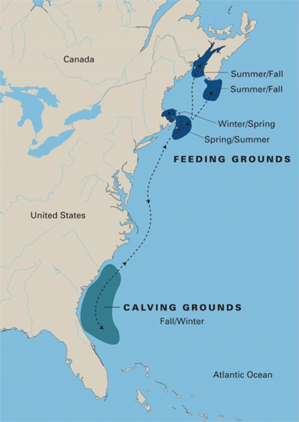 Canada
Summer/Fall
Summer/Fall
Winter/Spring
Spring/Summer
FEEDING GROUNDS
United States
CALVING GROUNDS
Fall/Winter
Atlantic Ocean